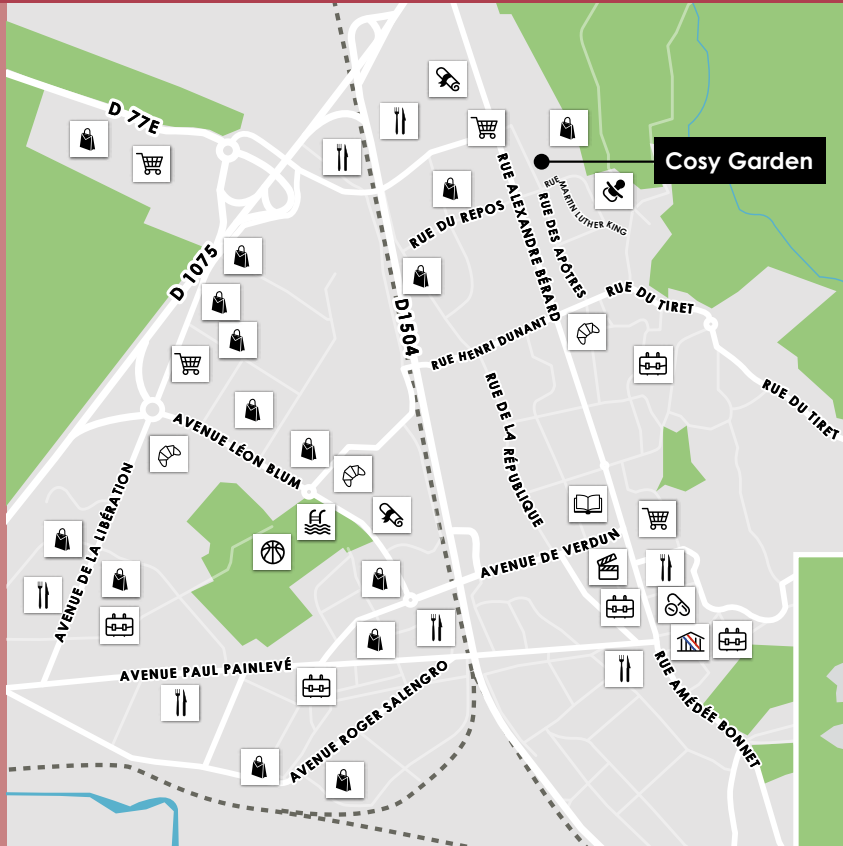 D 77E
Cosy Garden
RUE MARTIN LUTHER KING
RUE ALEXANDRE BÉRARD
RUE DES APÔTRES
RUE DU REPOS
D 1075
D1504
RUE DU TIRET
RUE HENRI DUNANT
RUE DU TIRET
RUE DE LA RÉPUBLIQUE
AVENUE LÉON BLUM
AVENUE DE LA LIBÉRATION
AVENUE DE VERDUN
AVENUE PAUL PAINLEVÉ
AVENUE ROGER SALENGRO
RUE AMÉDÉE BONNET